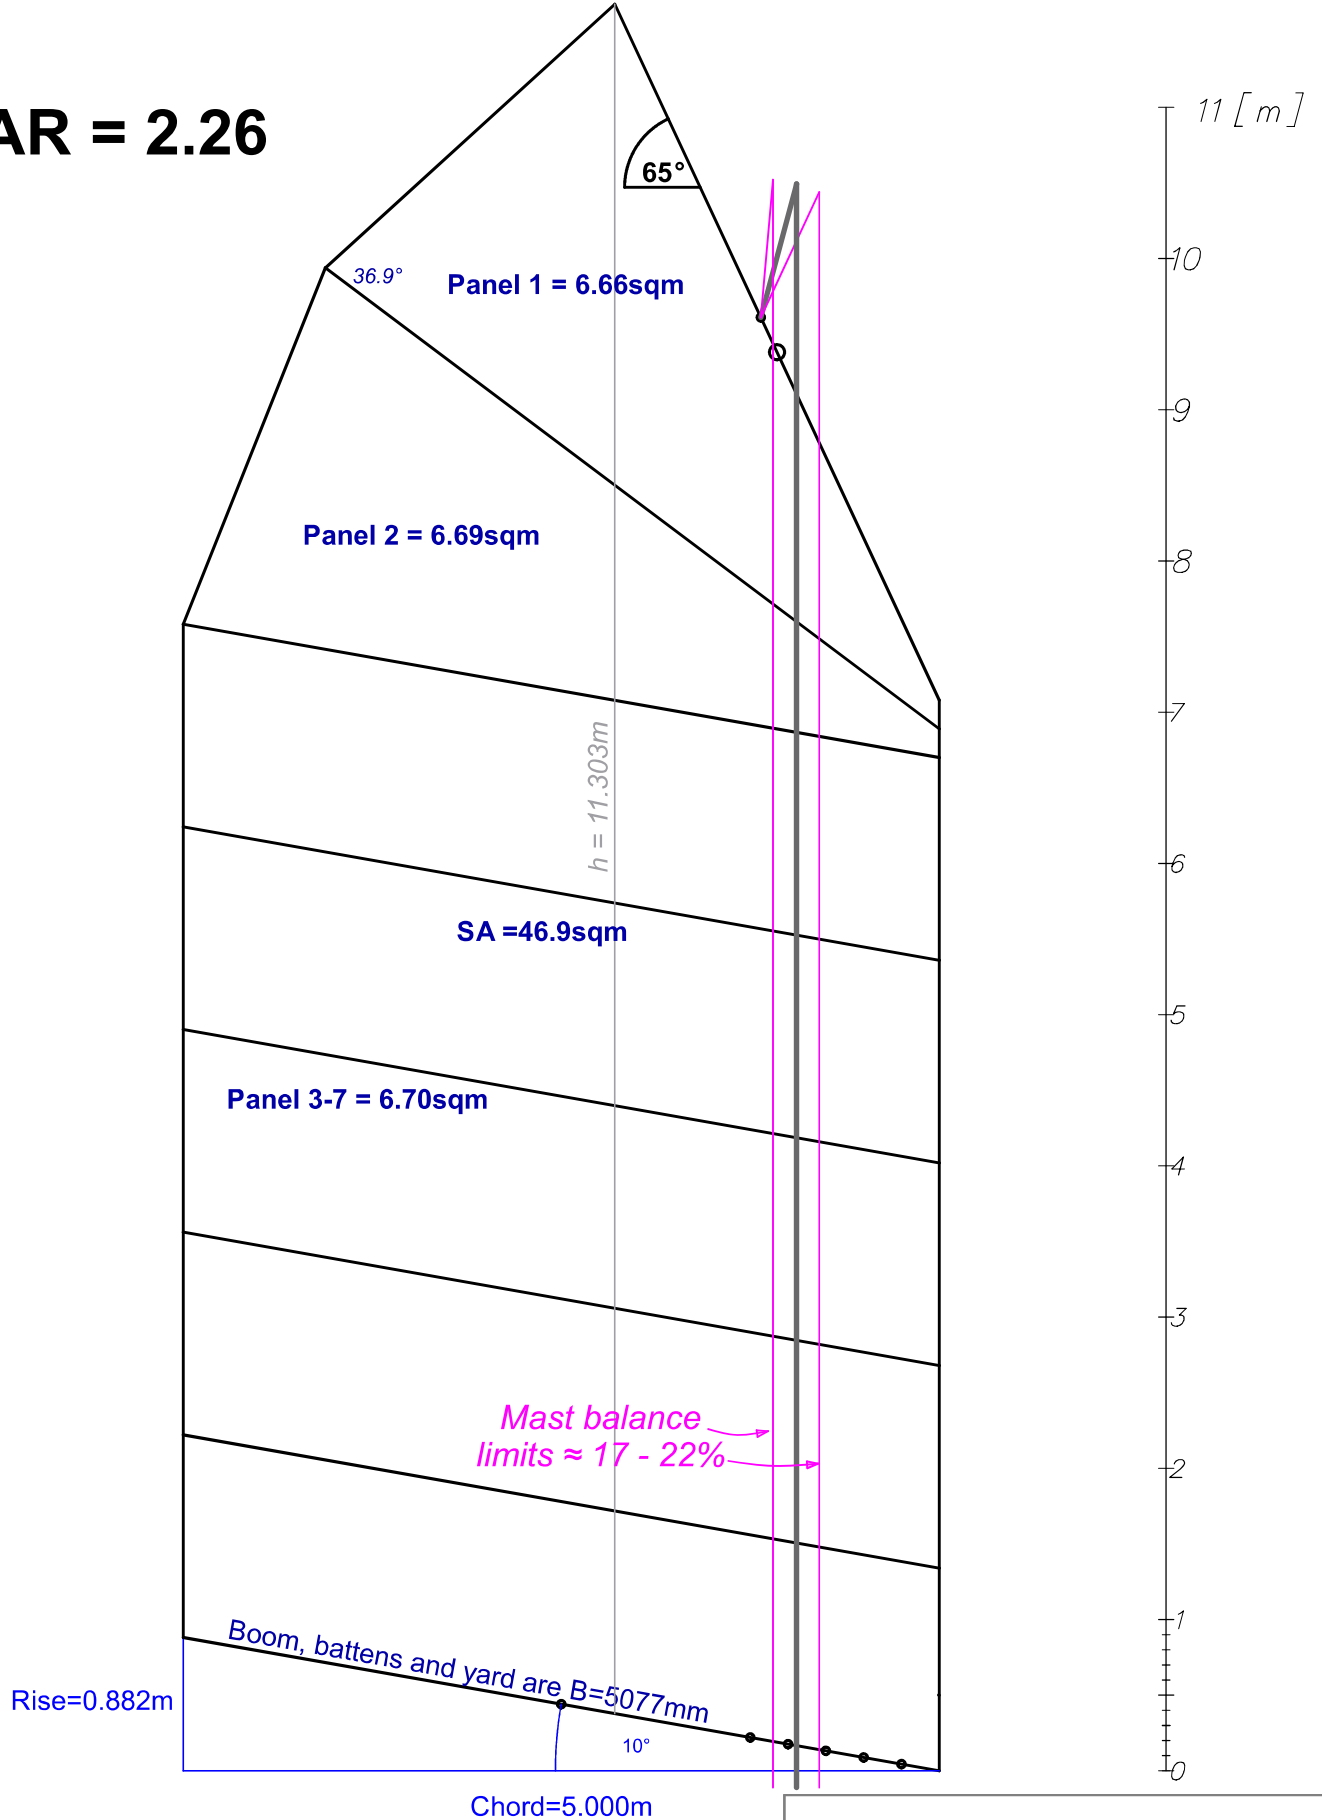 11 [ m ]
AR = 2.26
65°
10
36.9°
Panel 1 = 6.66sqm
9
Panel 2 = 6.69sqm
8
7
h = 11.303m
6
SA =46.9sqm
5
Panel 3-7 = 6.70sqm
4
3
Mast balance
limits ≈ 17 - 22%
2
1
Boom, battens and yard are B=5077mm
Rise=0.882m
10°
0
Chord=5.000m